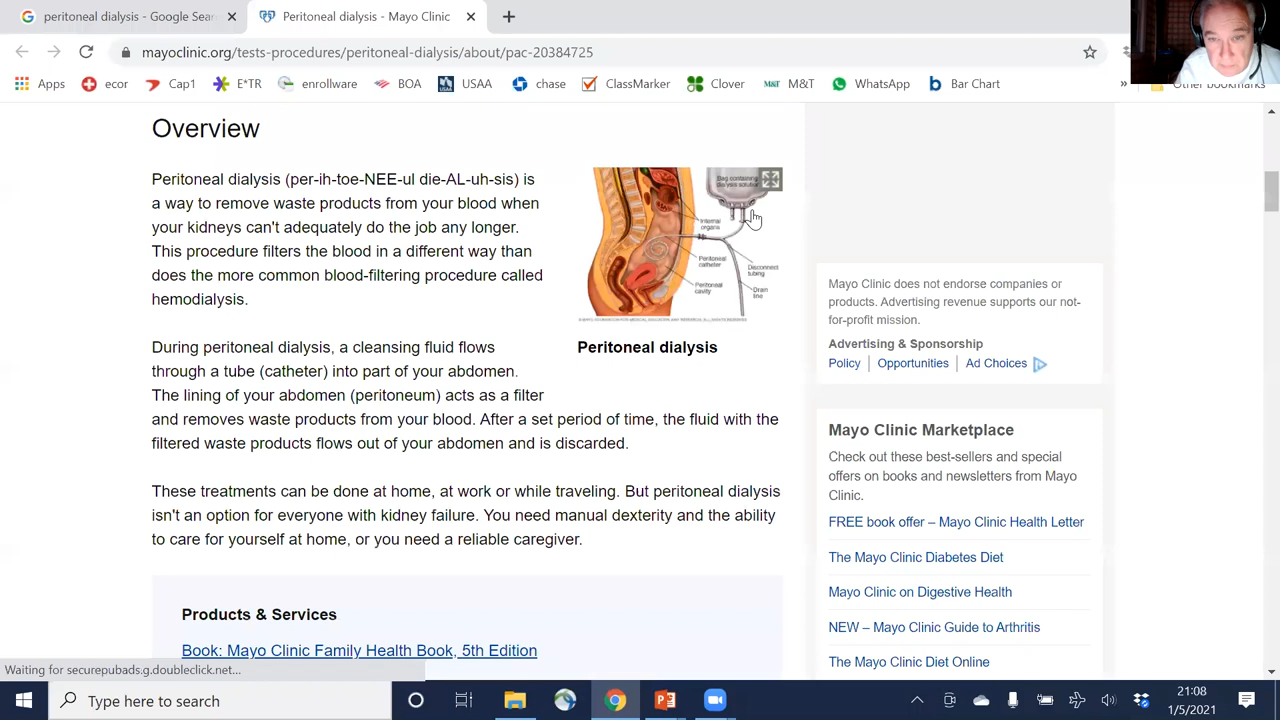 peritoneal dialysis - Google Sear
Peritoneal dialysis - Mayo Clinic
mayoclinic.org/tests-procedures/peritoneal-dialysis/about/pac-20384725
Apps
ecor
Cap1
E*TR
enrollware
BOA
USAA
chase
ClassMarker
Clover
M&T
M&T
WhatsApp
Bar Chart
»
Other bookmarks
Overview
Peritoneal dialysis (per-ih-toe-NEE-ul die-AL-uh-sis) is
a way to remove waste products from your blood when
your kidneys can't adequately do the job any longer.
This procedure filters the blood in a different way than
does the more common blood-filtering procedure called
hemodialysis.
Bag containing
dialysis solution
Internal
organs
Peritoneal
catheter
Disconnect
tubing
Peritoneal
cavity
Drain
line
Peritoneal dialysis
During peritoneal dialysis, a cleansing fluid flows
through a tube (catheter) into part of your abdomen.
The lining of your abdomen (peritoneum) acts as a filter
and removes waste products from your blood. After a set period of time, the fluid with the
filtered waste products flows out of your abdomen and is discarded.
These treatments can be done at home, at work or while traveling. But peritoneal dialysis
isn't an option for everyone with kidney failure. You need manual dexterity and the ability
to care for yourself at home, or you need a reliable caregiver.
Products & Services
Book: Mayo Clinic Family Health Book, 5th Edition
Mayo Clinic does not endorse companies or
products. Advertising revenue supports our not-
for-profit mission.
Advertising & Sponsorship
Policy | Opportunities | Ad Choices
Mayo Clinic Marketplace
Check out these best-sellers and special
offers on books and newsletters from Mayo
Clinic.
FREE book offer – Mayo Clinic Health Letter
The Mayo Clinic Diabetes Diet
Mayo Clinic on Digestive Health
NEW – Mayo Clinic Guide to Arthritis
The Mayo Clinic Diet Online
Waiting for securepubads.g.doubleclick.net...
Type here to search
21:08
1/5/2021